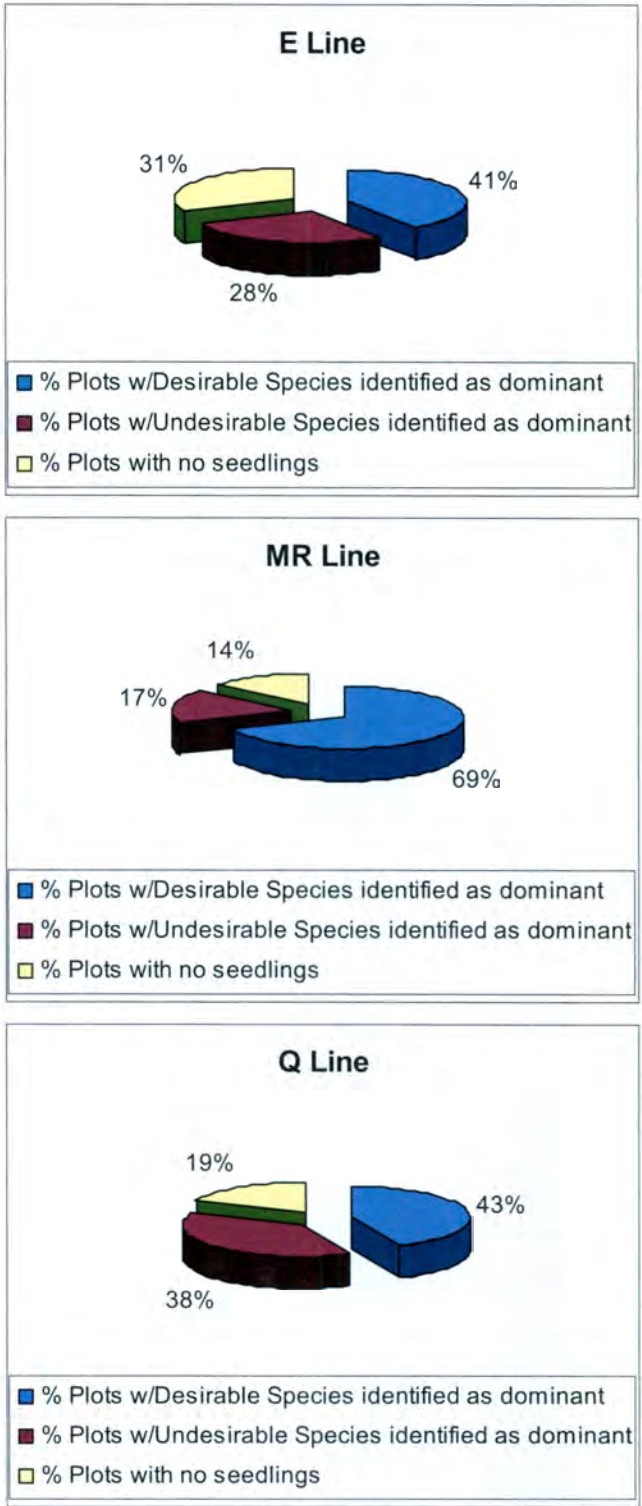 E Line
31%
41%
28%
% Plots w/Desirable Species identified as dominant
% Plots w/Undesirable Species identified as dominant
% Plots with no seedlings
MR Line
14%
17%
69%
% Plots w/Desirable Species identified as dominant
% Plots w/Undesirable Species identified as dominant
% Plots with no seedlings
Q Line
19%
43%
38%
% Plots w/Desirable Species identified as dominant
% Plots w/Undesirable Species identified as dominant
% Plots with no seedlings